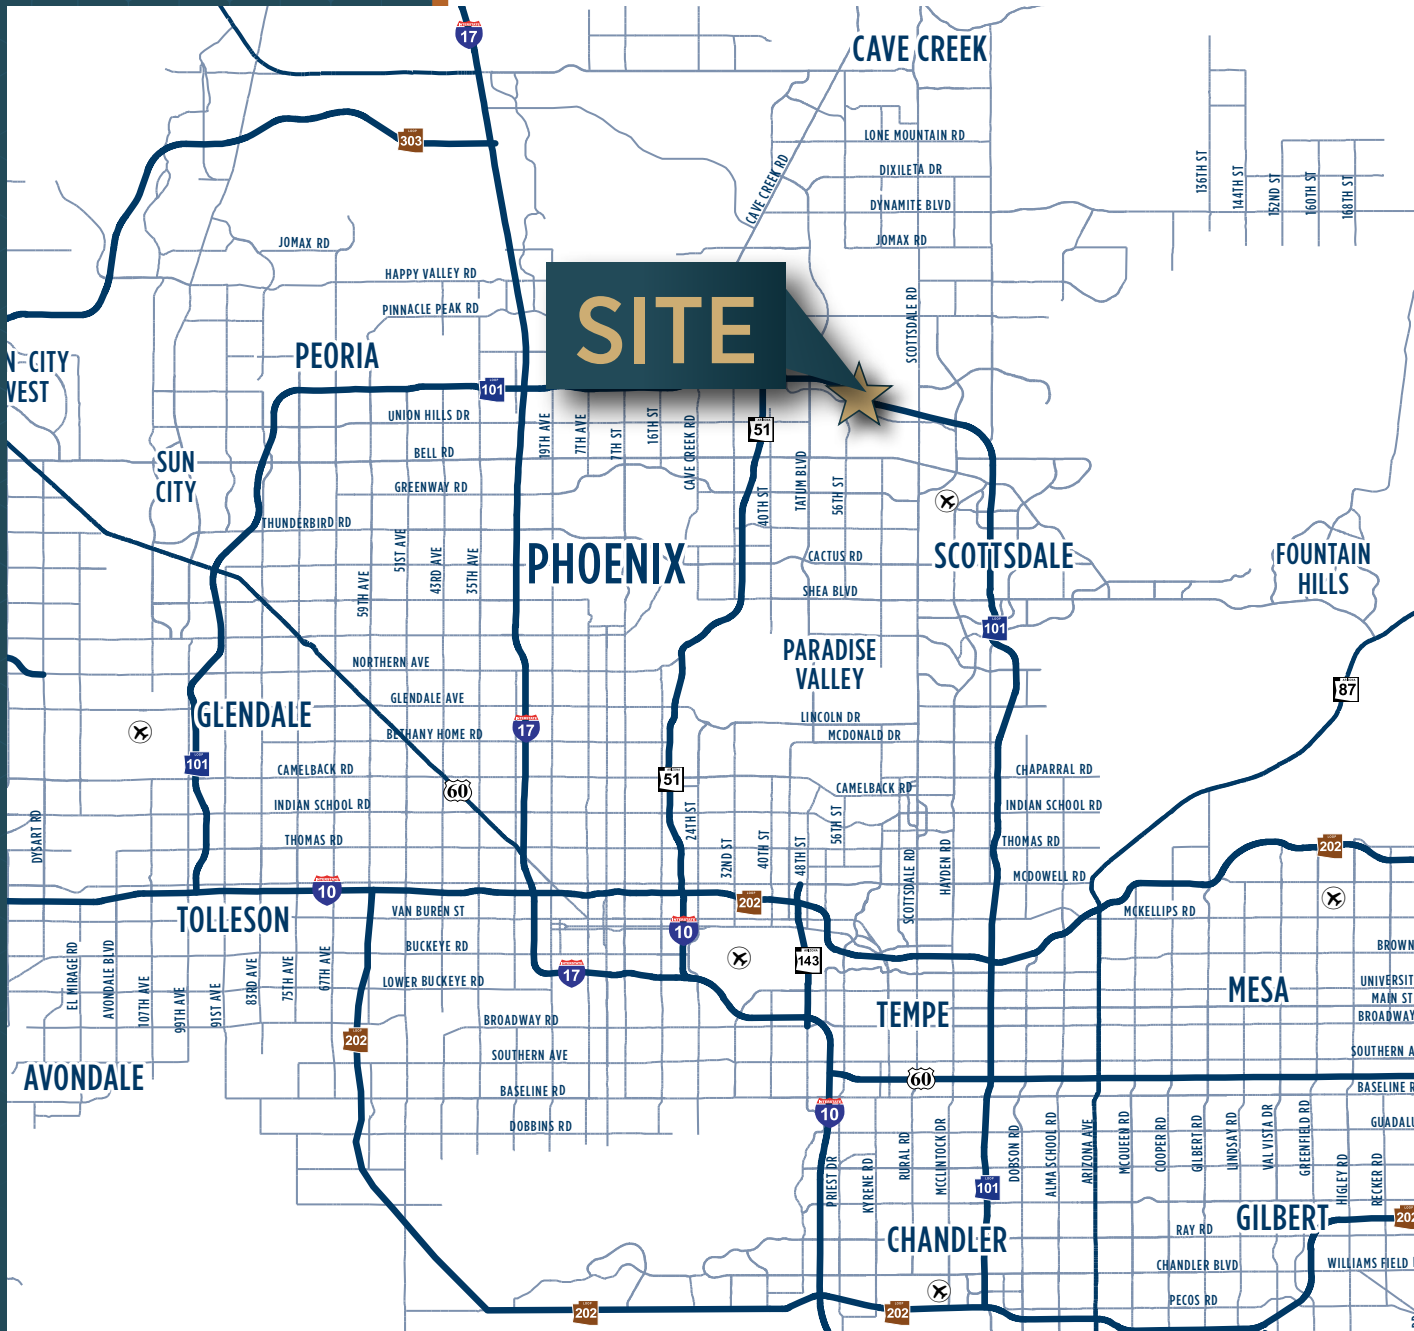 17
CAVE CREEK
303
LONE MOUNTAIN RD
DIXILETA DR
CAVE CREEK RD
DYNAMITE BLVD
136TH ST
144TH ST
152ND ST
160TH ST
168TH ST
JOMAX RD
JOMAX RD
HAPPY VALLEY RD
PINNACLE PEAK RD
SITE
SCOTTSDALE RD
N CITY
WEST
PEORIA
101
UNION HILLS DR
19TH AVE
7TH AVE
7TH ST
16TH ST
CAVE CREEK RD
51
BELL RD
SUN
CITY
GREENWAY RD
40TH ST
TATUM BLVD
56TH ST
THUNDERBIRD RD
59TH AVE
51ST AVE
43RD AVE
35TH AVE
PHOENIX
CACTUS RD
SCOTTSDALE
FOUNTAIN
HILLS
SHEA BLVD
101
NORTHERN AVE
PARADISE
VALLEY
87
GLENDALE AVE
GLENDALE
LINCOLN DR
BETHANY HOME RD
17
MCDONALD DR
101
CAMELBACK RD
60
51
CAMELBACK RD
CHAPARRAL RD
INDIAN SCHOOL RD
INDIAN SCHOOL RD
DYSART RD
THOMAS RD
24TH ST
32ND ST
40TH ST
48TH ST
56TH ST
SCOTTSDALE RD
HAYDEN RD
THOMAS RD
202
MCDOWELL RD
10
202
TOLLESON
VAN BUREN ST
MCKELLIPS RD
10
BUCKEYE RD
BROWN
143
17
LOWER BUCKEYE RD
EL MIRAGE RD
AVONDALE BLVD
107TH AVE
99TH AVE
91ST AVE
83RD AVE
75TH AVE
67TH AVE
MESA
UNIVERSIT
MAIN ST
BROADWAY
TEMPE
BROADWAY RD
202
SOUTHERN AVE
SOUTHERN A
AVONDALE
60
BASELINE RD
BASELINE R
10
DOBBINS RD
GUADALU
PRIEST DR
KYRENE RD
RURAL RD
MCCLINTOCK DR
101
DOBSON RD
ALMA SCHOOL RD
ARIZONA AVE
MCQUEEN RD
COOPER RD
GILBERT RD
LINDSAY RD
VAL VISTA DR
GREENFIELD RD
HIGLEY RD
RECKER RD
GILBERT
202
RAY RD
CHANDLER
CHANDLER BLVD
WILLIAMS FIELD
PECOS RD
202
202